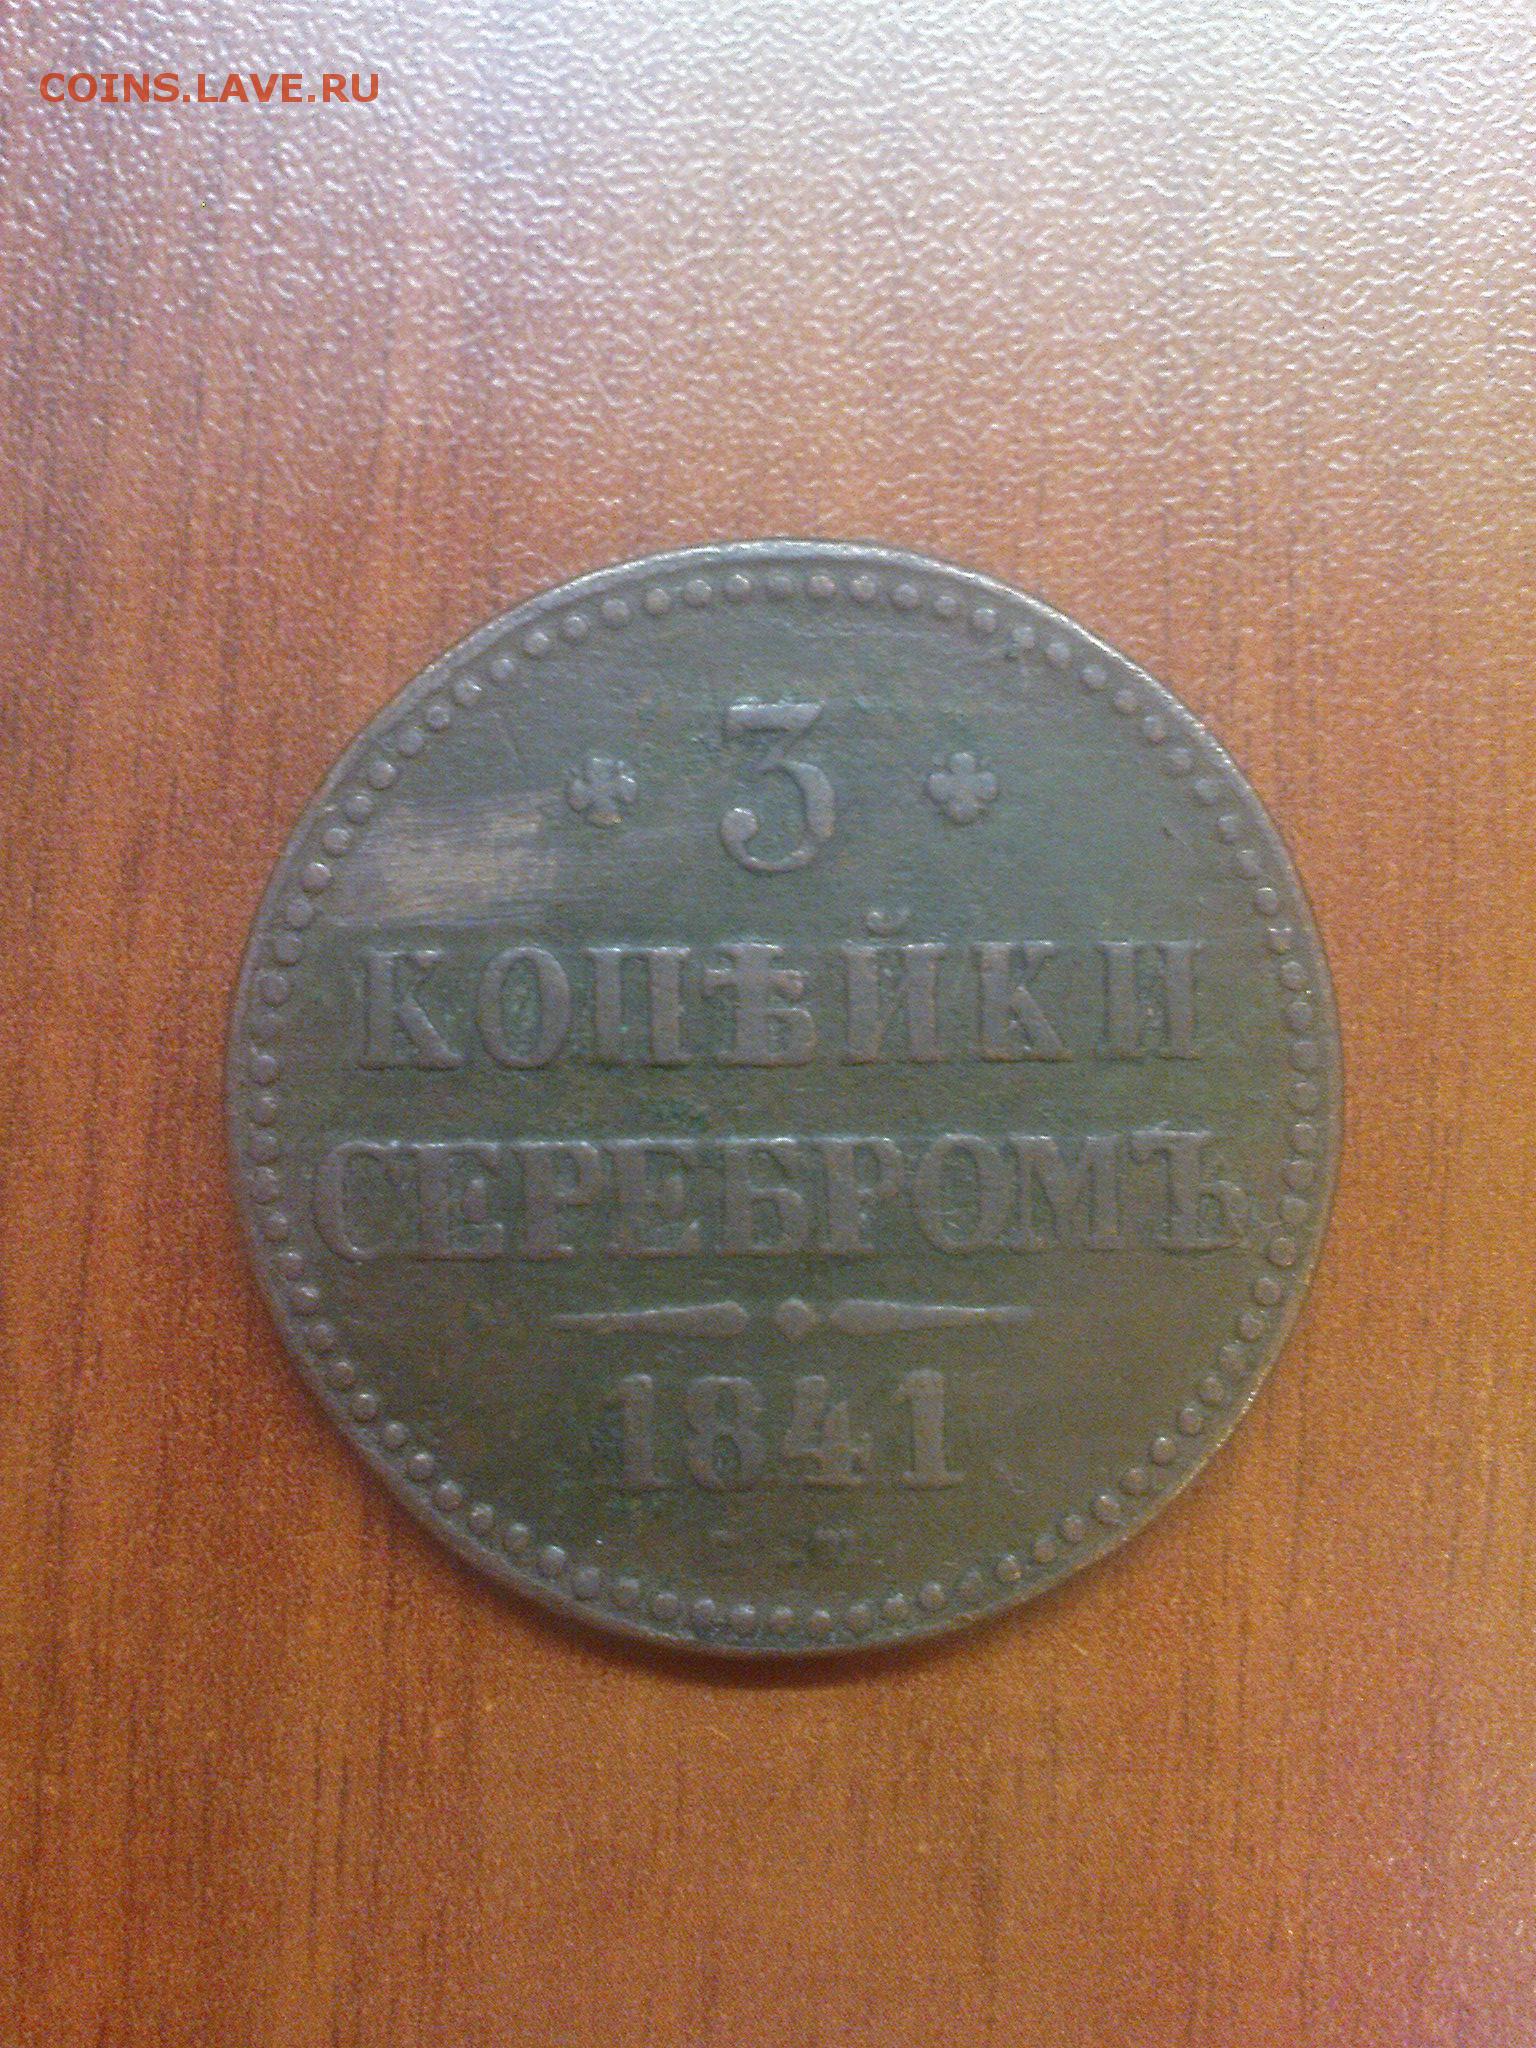 COINS.LAVE.RU
3
КОПѢЙКИ
СЕРЕБРОМЪ
1841